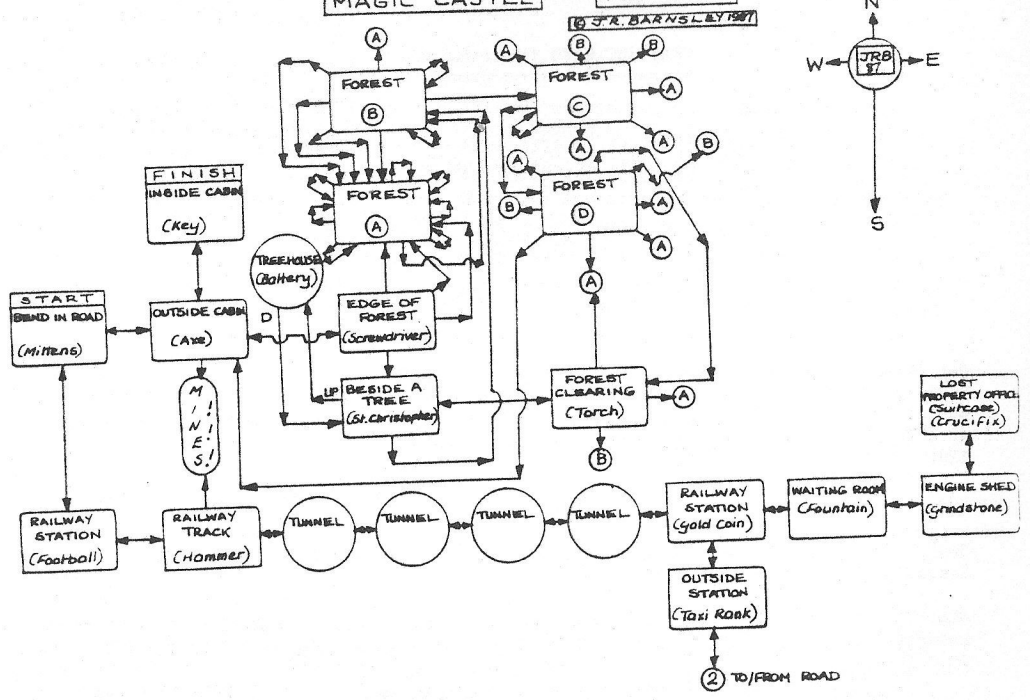 MAGIC CASTLE
© J.R. BARNSLEY 1987
N
W
JRB
87
E
S
A
FOREST
B
A
B
B
FOREST
C
A
A
A
FOREST
A
A
B
FOREST
D
B
A
A
A
FINISH
INSIDE CABIN
(Key)
TREEHOUSE
(Battery)
START
BEND IN ROAD
(Mittens)
OUTSIDE CABIN
(Axe)
D
EDGE OF
FOREST
(Screwdriver)
MINES!
!
!
UP
BESIDE A
TREE
(St. Christopher)
FOREST
CLEARING
(Torch)
A
B
LOST
PROPERTY OFFICE
(Suitcase)
(Crucifix)
RAILWAY
STATION
(Football)
RAILWAY
TRACK
(Hammer)
TUNNEL
TUNNEL
TUNNEL
TUNNEL
RAILWAY
STATION
(Gold Coin)
WAITING ROOM
(Fountain)
ENGINE SHED
(Grindstone)
OUTSIDE
STATION
(Taxi Rank)
2 TO/FROM ROAD